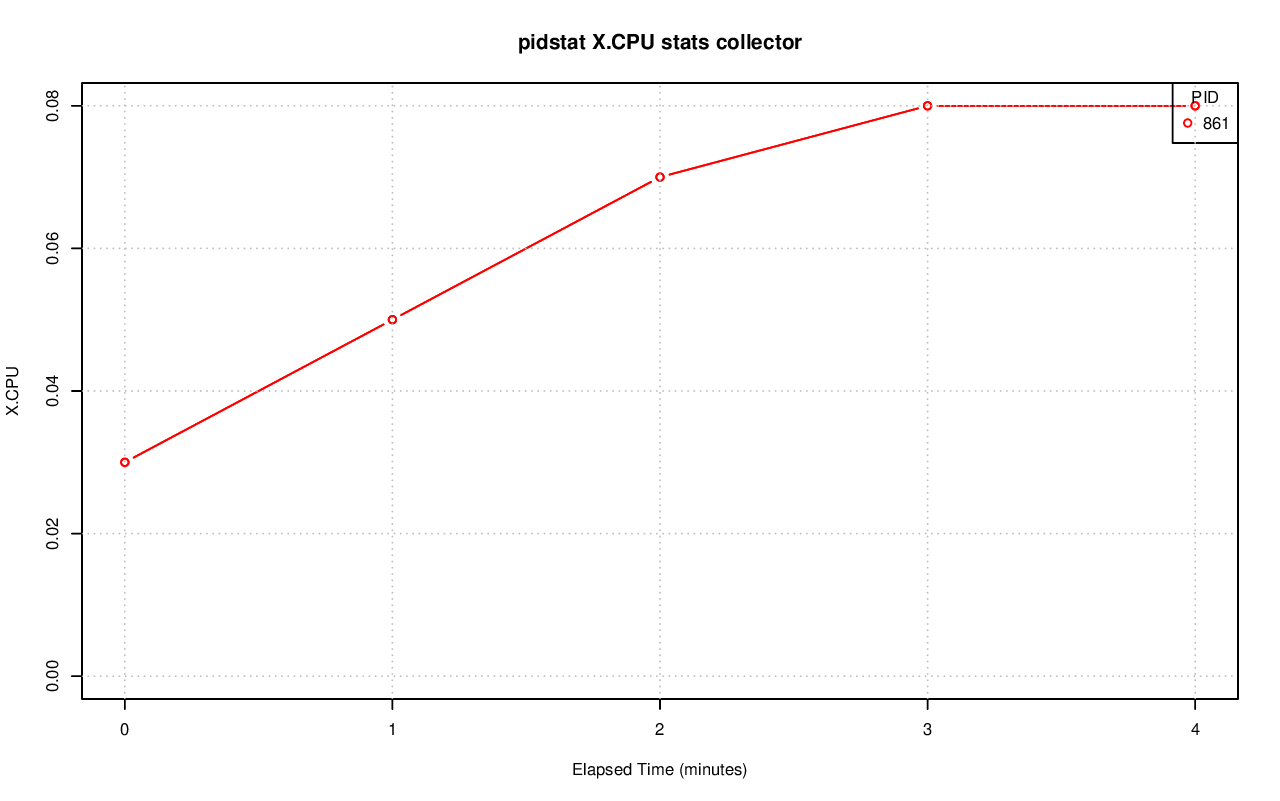 pidstat X.CPU stats collector
PID
861
X.CPU
0.08
0.06
0.04
0.02
0.00
0 1 2 3 4
Elapsed Time (minutes)